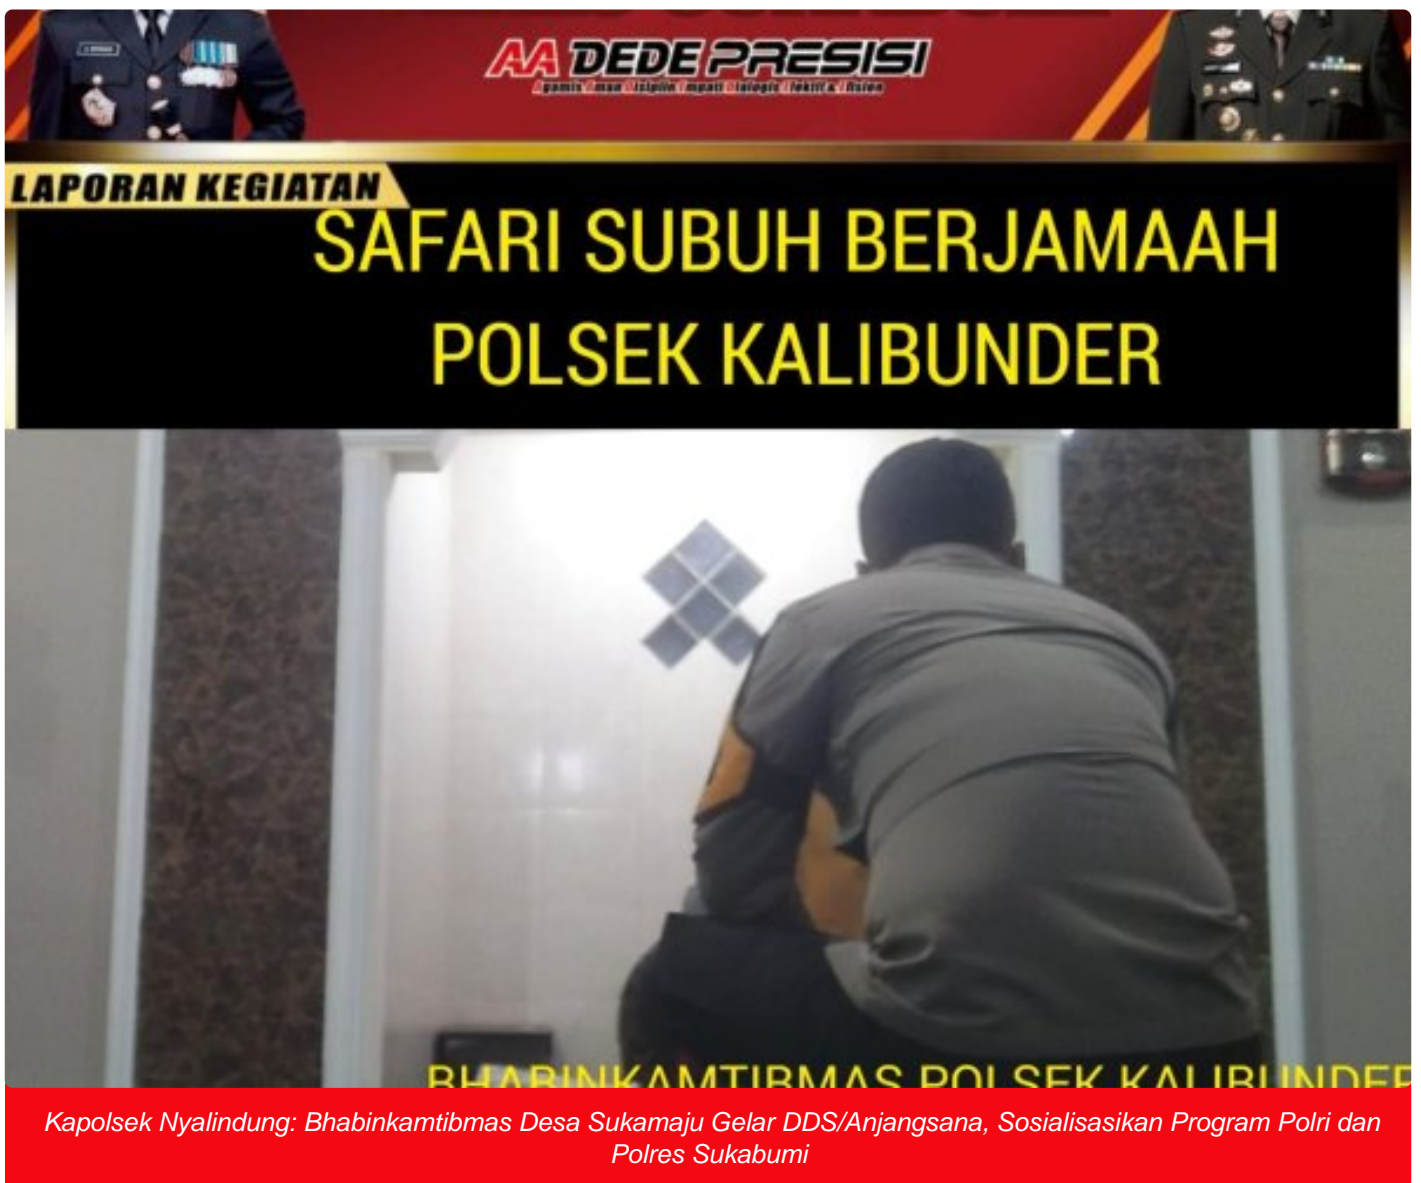 AA DEDE PRESISI
LAPORAN KEGIATAN
SAFARI SUBUH BERJAMAAH
POLSEK KALIBUNDER
BHABINKAMTIBMAS POLSEK KALIBUNDER
Kapolsek Nyalindung: Bhabinkamtibmas Desa Sukamaju Gelar DDS/Anjangsana, Sosialisasikan Program Polri dan
Polres Sukabumi